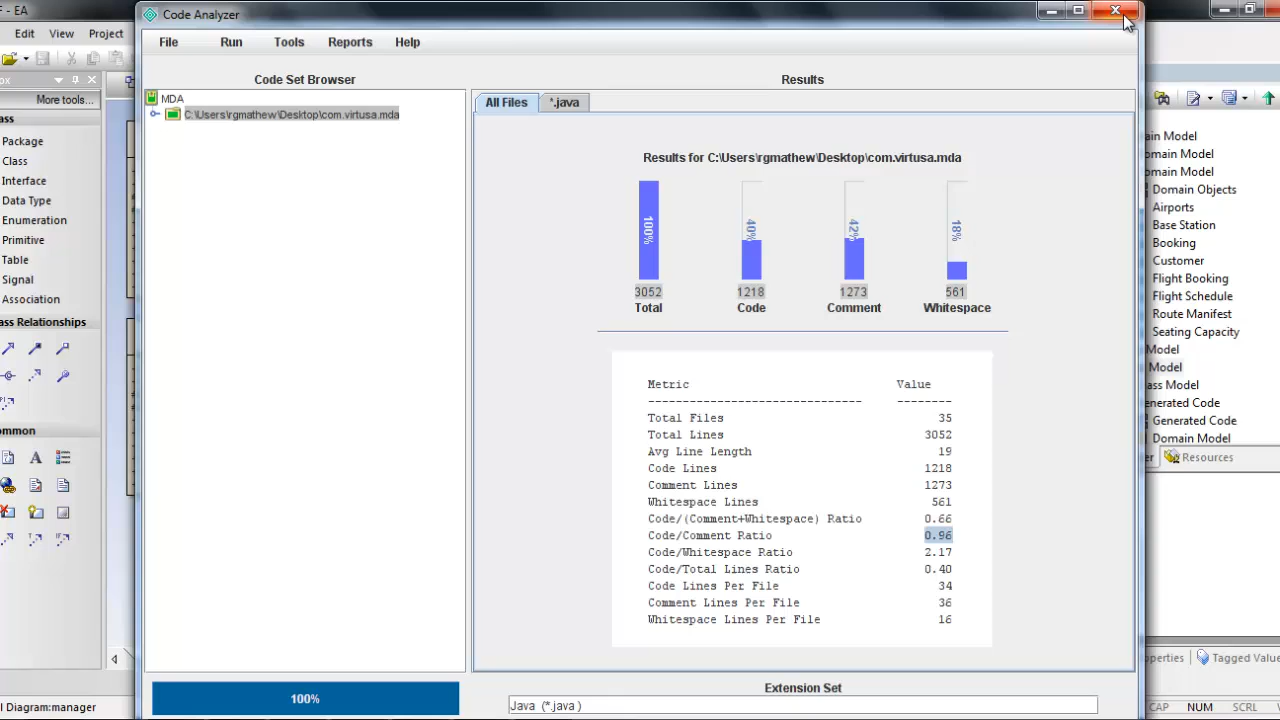 F - EA
Edit View Project
ox
More tools...
ass
Package
Class
Interface
Data Type
Enumeration
Primitive
Table
Signal
Association
ass Relationships
ommon
A
l Diagram:manager
Code Analyzer
File Run Tools Reports Help
Code Set Browser
MDA
C:\Users\rgmathew\Desktop\com.virtusa.mda
100%
Results
All Files *.java
Results for C:\Users\rgmathew\Desktop\com.virtusa.mda
100% 40% 42% 18%
3052 1218 1273 561
Total Code Comment Whitespace
Metric Value
------------------------------ --------
Total Files 35
Total Lines 3052
Avg Line Length 19
Code Lines 1218
Comment Lines 1273
Whitespace Lines 561
Code/(Comment+Whitespace) Ratio 0.66
Code/Comment Ratio 0.96
Code/Whitespace Ratio 2.17
Code/Total Lines Ratio 0.40
Code Lines Per File 34
Comment Lines Per File 36
Whitespace Lines Per File 16
Extension Set
Java (*.java )
ain Model
omain Model
omain Model
Domain Objects
Airports
Base Station
Booking
Customer
Flight Booking
Flight Schedule
Route Manifest
Seating Capacity
Model
Model
ass Model
Generated Code
Generated Code
Domain Model
er Resources
operties Tagged Value
CAP NUM SCRL